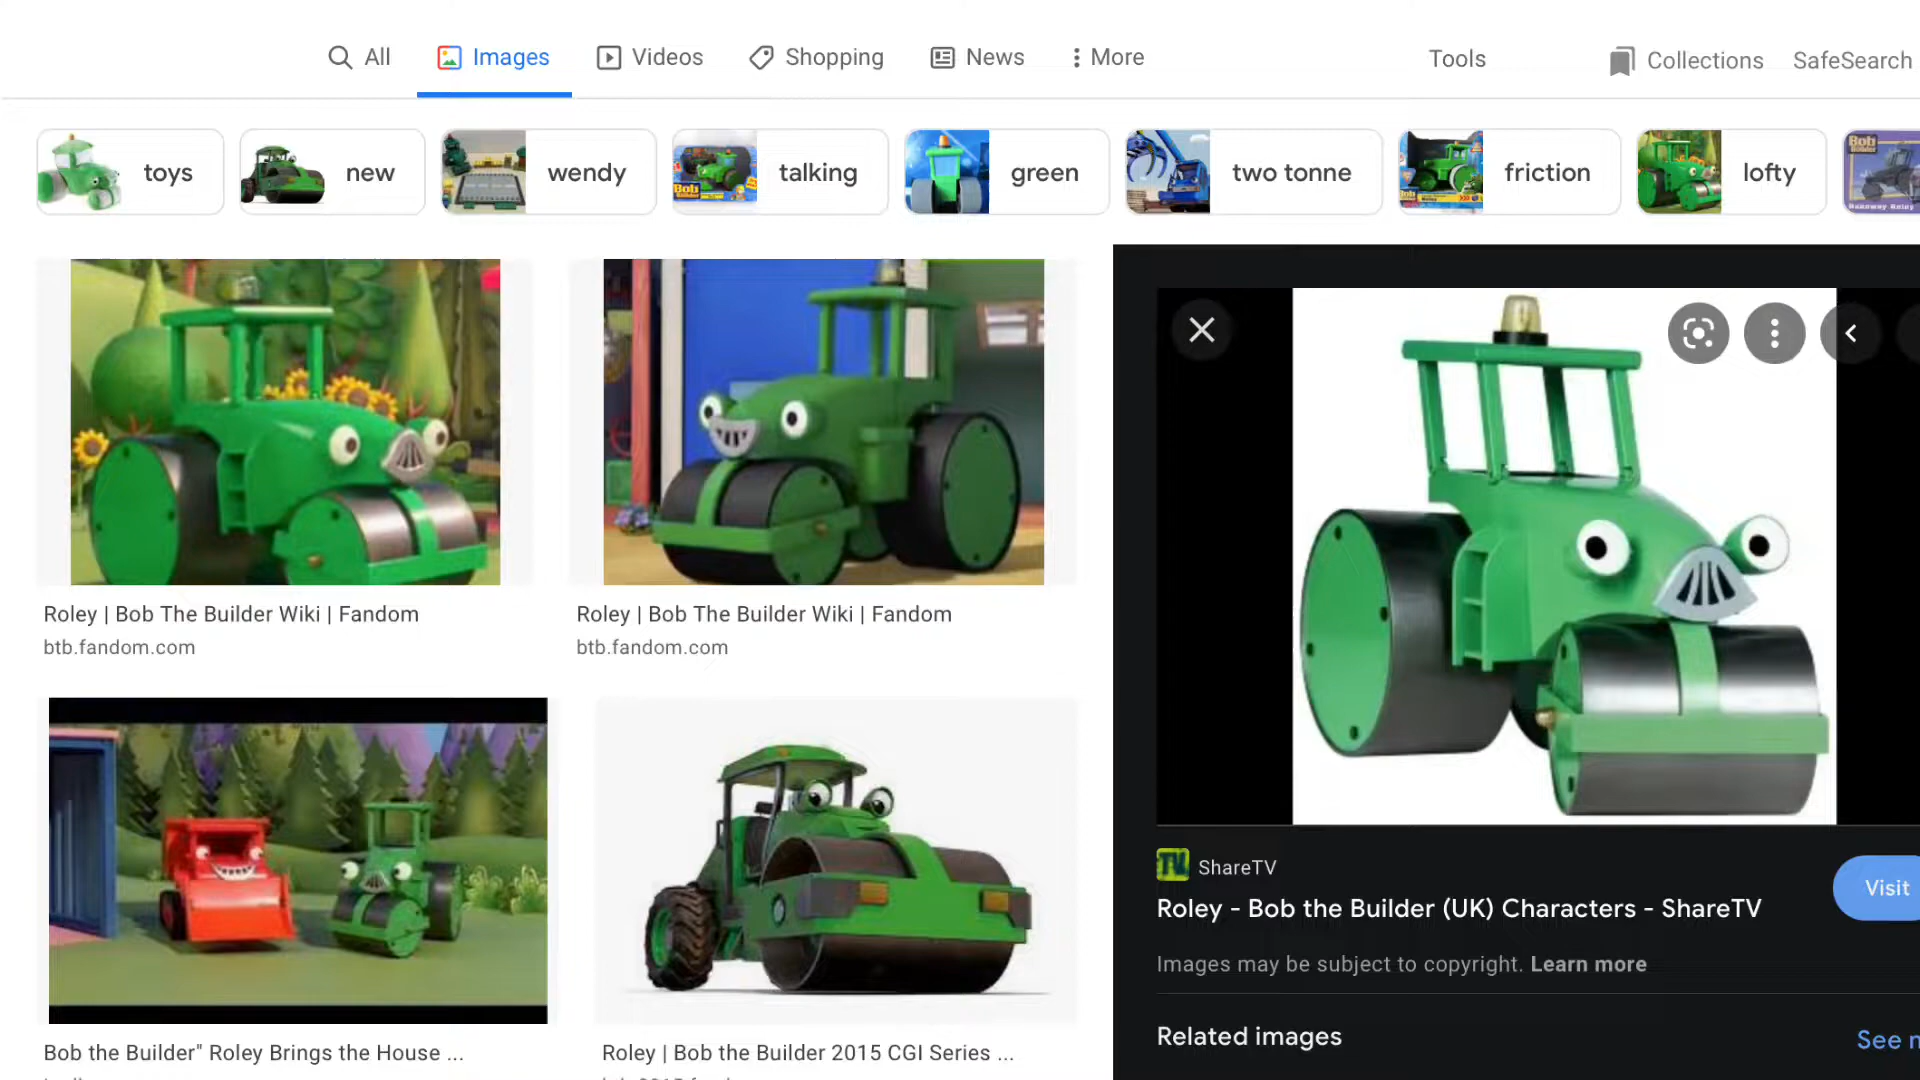 All
Images
Videos
Shopping
News
More
Tools
Collections
SafeSearch
toys
new
wendy
talking
green
two tonne
friction
lofty
Roley | Bob The Builder Wiki | Fandom
btb.fandom.com
Roley | Bob The Builder Wiki | Fandom
btb.fandom.com
Bob the Builder" Roley Brings the House ...
Roley | Bob the Builder 2015 CGI Series ...
TV
ShareTV
Visit
Roley - Bob the Builder (UK) Characters - ShareTV
Images may be subject to copyright. Learn more
Related images
See